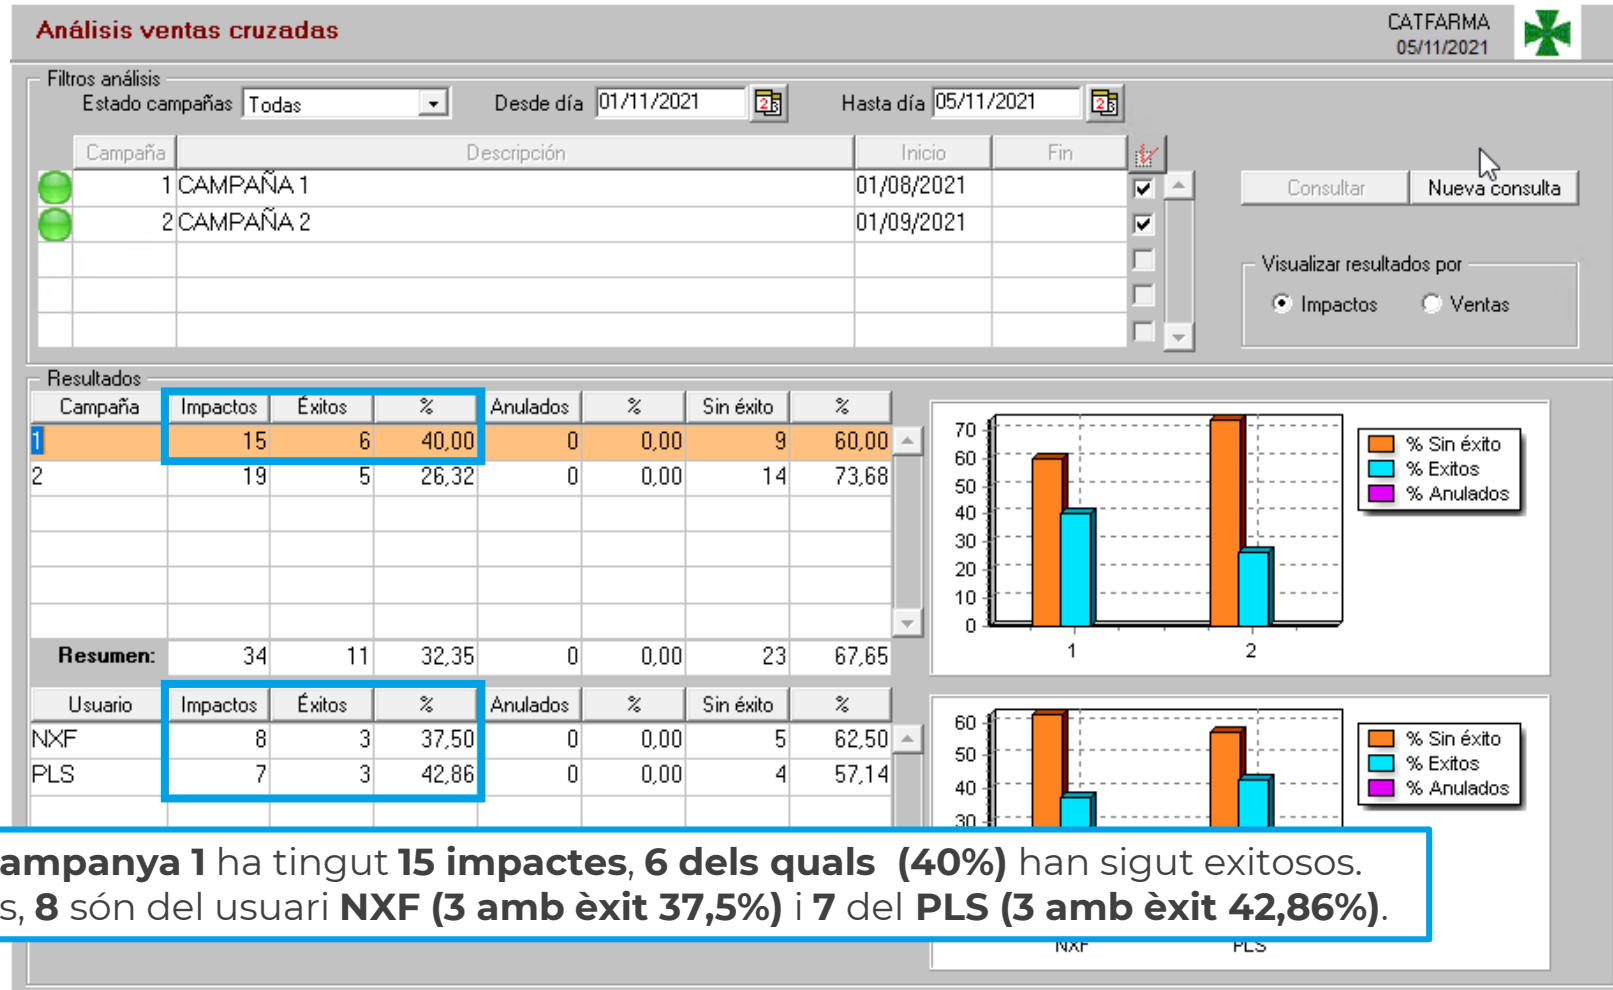 Análisis ventas cruzadas
CATFARMA
05/11/2021
Filtros análisis
Estado campañas Todas Desde día 01/11/2021 Hasta día 05/11/2021
Campaña Descripción Inicio Fin
1 CAMPAÑA 1 01/08/2021
2 CAMPAÑA 2 01/09/2021
Consultar Nueva consulta
Visualizar resultados por
Impactos Ventas
Resultados
Campaña Impactos Éxitos % Anulados % Sin éxito %
1 15 6 40,00 0 0,00 9 60,00
2 19 5 26,32 0 0,00 14 73,68
Resumen: 34 11 32,35 0 0,00 23 67,65
70
60
50
40
30
20
10
0
1 2
% Sin éxito
% Exitos
% Anulados
Usuario Impactos Éxitos % Anulados % Sin éxito %
NXF 8 3 37,50 0 0,00 5 62,50
PLS 7 3 42,86 0 0,00 4 57,14
60
50
40
30
% Sin éxito
% Exitos
% Anulados
ampanya 1 ha tingut 15 impactes, 6 dels quals (40%) han sigut exitosos.
s, 8 són del usuari NXF (3 amb èxit 37,5%) i 7 del PLS (3 amb èxit 42,86%).
NXF PLS